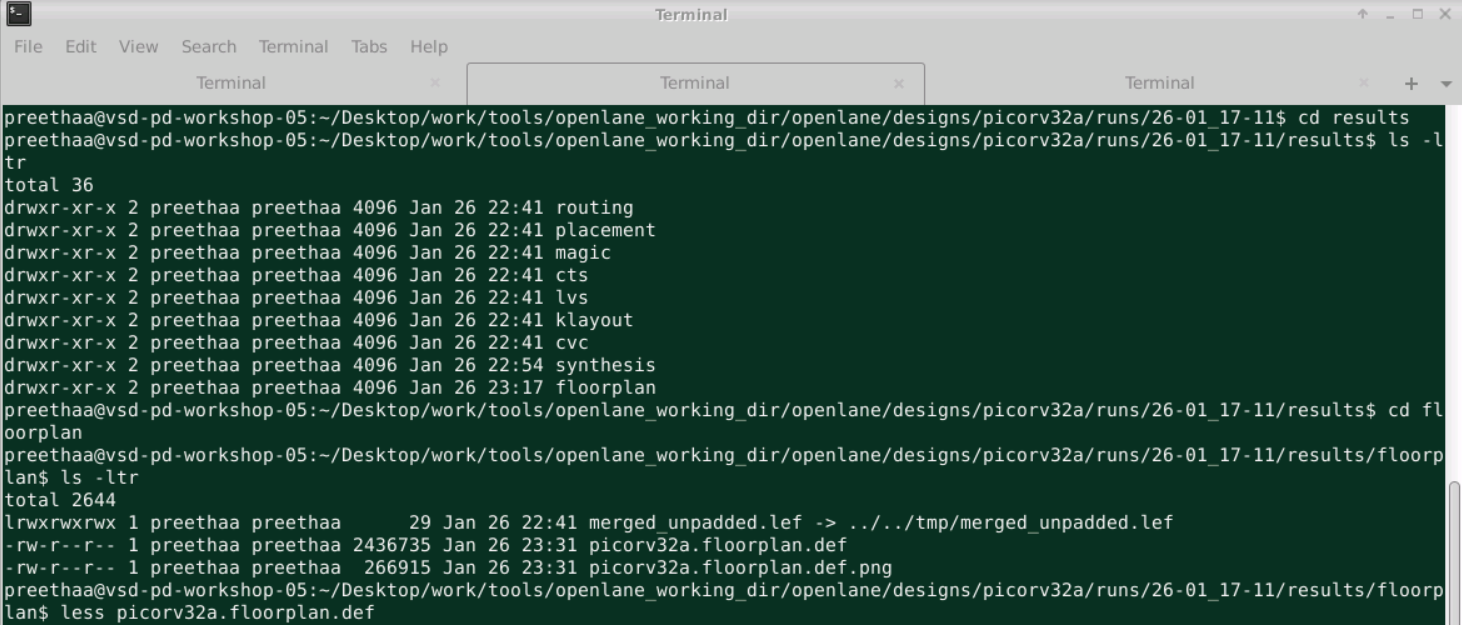 Terminal
File Edit View Search Terminal Tabs Help
Terminal Terminal Terminal
preethaa@vsd-pd-workshop-05:~/Desktop/work/tools/openlane_working_dir/openlane/designs/picorv32a/runs/26-01_17-11$ cd results
preethaa@vsd-pd-workshop-05:~/Desktop/work/tools/openlane_working_dir/openlane/designs/picorv32a/runs/26-01_17-11/results$ ls -l
tr
total 36
drwxr-xr-x 2 preethaa preethaa 4096 Jan 26 22:41 routing
drwxr-xr-x 2 preethaa preethaa 4096 Jan 26 22:41 placement
drwxr-xr-x 2 preethaa preethaa 4096 Jan 26 22:41 magic
drwxr-xr-x 2 preethaa preethaa 4096 Jan 26 22:41 cts
drwxr-xr-x 2 preethaa preethaa 4096 Jan 26 22:41 lvs
drwxr-xr-x 2 preethaa preethaa 4096 Jan 26 22:41 klayout
drwxr-xr-x 2 preethaa preethaa 4096 Jan 26 22:41 cvc
drwxr-xr-x 2 preethaa preethaa 4096 Jan 26 22:54 synthesis
drwxr-xr-x 2 preethaa preethaa 4096 Jan 26 23:17 floorplan
preethaa@vsd-pd-workshop-05:~/Desktop/work/tools/openlane_working_dir/openlane/designs/picorv32a/runs/26-01_17-11/results$ cd fl
oorplan
preethaa@vsd-pd-workshop-05:~/Desktop/work/tools/openlane_working_dir/openlane/designs/picorv32a/runs/26-01_17-11/results/floorp
lan$ ls -ltr
total 2644
lrwxrwxrwx 1 preethaa preethaa      29 Jan 26 22:41 merged_unpadded.lef -> ../../tmp/merged_unpadded.lef
-rw-r--r-- 1 preethaa preethaa 2436735 Jan 26 23:31 picorv32a.floorplan.def
-rw-r--r-- 1 preethaa preethaa  266915 Jan 26 23:31 picorv32a.floorplan.def.png
preethaa@vsd-pd-workshop-05:~/Desktop/work/tools/openlane_working_dir/openlane/designs/picorv32a/runs/26-01_17-11/results/floorp
lan$ less picorv32a.floorplan.def